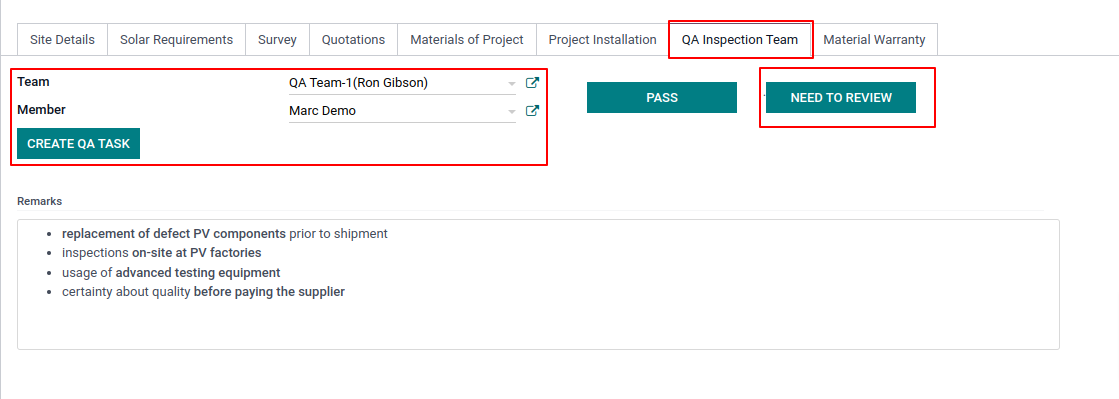 Site Details Solar Requirements Survey Quotations Materials of Project Project Installation QA Inspection Team Material Warranty
Team QA Team-1(Ron Gibson)
Member Marc Demo
PASS NEED TO REVIEW
CREATE QA TASK
Remarks
• replacement of defect PV components prior to shipment
• inspections on-site at PV factories
• usage of advanced testing equipment
• certainty about quality before paying the supplier